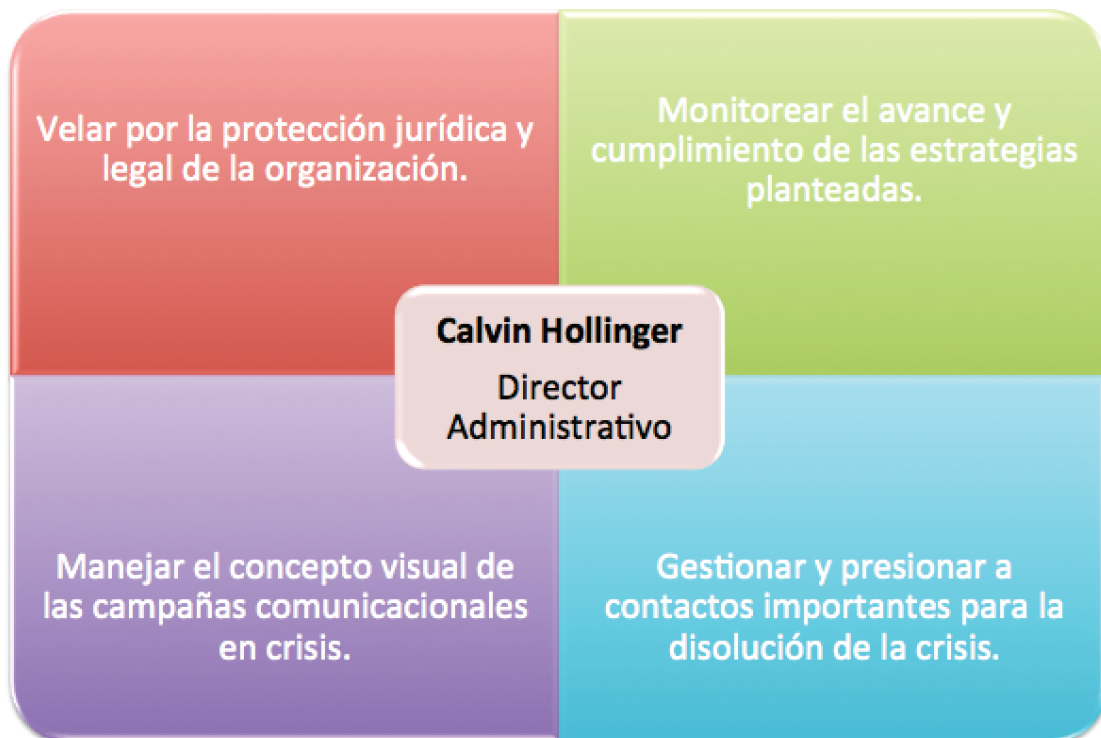 Velar por la protección jurídica y
legal de la organización.
Monitorear el avance y
cumplimiento de las estrategias
planteadas.
Calvin Hollinger
Director
Administrativo
Manejar el concepto visual de
las campañas comunicacionales
en crisis.
Gestionar y presionar a
contactos importantes para la
disolución de la crisis.